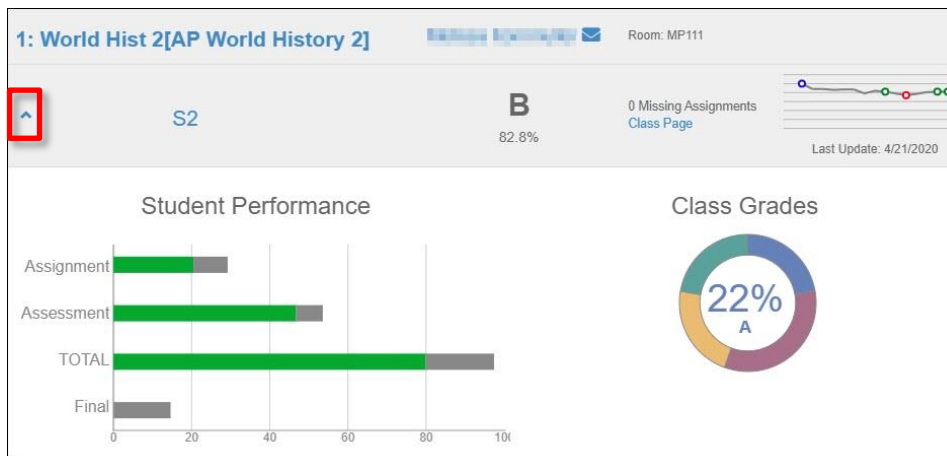 1: World Hist 2[AP World History 2]
Room: MP111
S2
B
82.8%
0 Missing Assignments
Class Page
Last Update: 4/21/2020
Student Performance
Assignment
Assessment
TOTAL
Final
0 20 40 60 80
Class Grades
22%
A